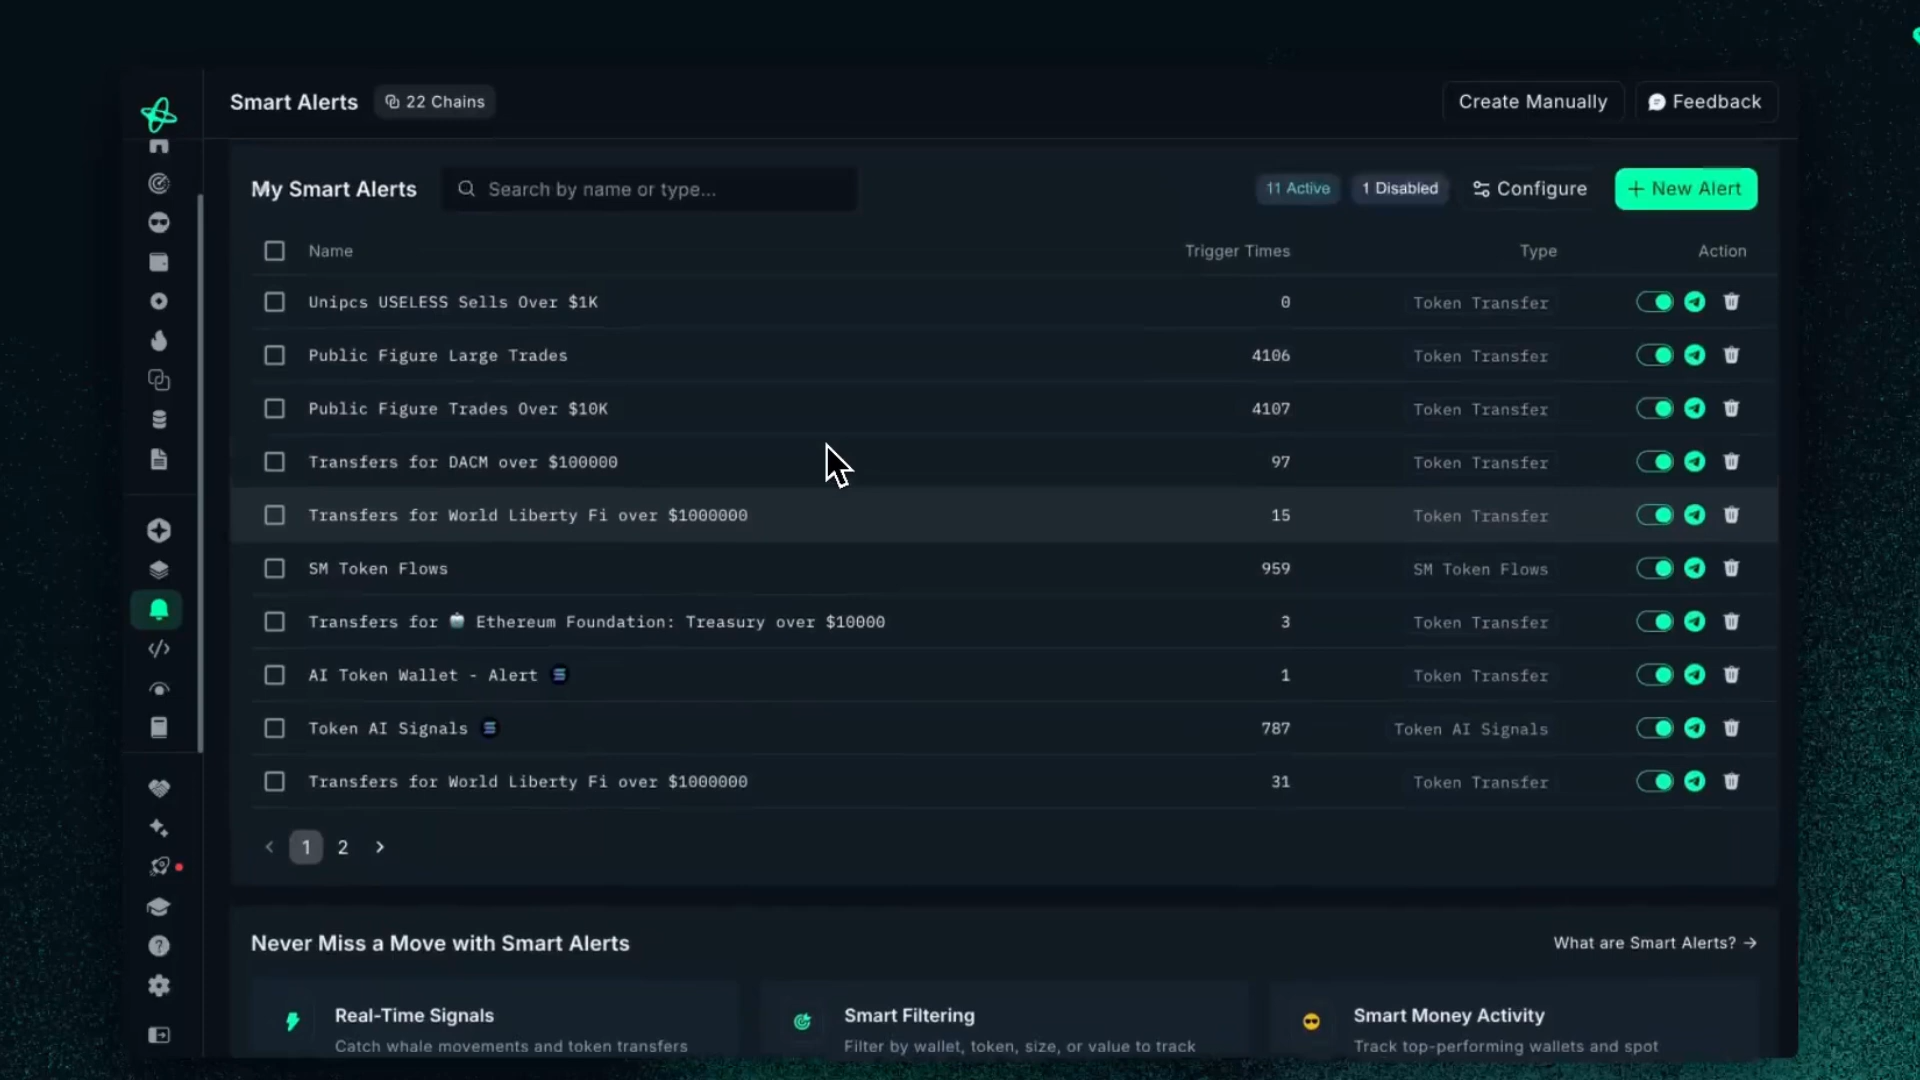 Smart Alerts
22 Chains
Create Manually
Feedback
My Smart Alerts
Search by name or type...
11 Active
1 Disabled
Configure
+ New Alert
Name Trigger Times Type Action
Unipcs USELESS Sells Over $1K 0 Token Transfer
Public Figure Large Trades 4106 Token Transfer
Public Figure Trades Over $10K 4107 Token Transfer
Transfers for DACM over $100000 97 Token Transfer
Transfers for World Liberty Fi over $1000000 15 Token Transfer
SM Token Flows 959 SM Token Flows
Transfers for Ethereum Foundation: Treasury over $10000 3 Token Transfer
AI Token Wallet - Alert 1 Token Transfer
Token AI Signals 787 Token AI Signals
Transfers for World Liberty Fi over $1000000 31 Token Transfer
1 2
Never Miss a Move with Smart Alerts
What are Smart Alerts? →
Real-Time Signals
Catch whale movements and token transfers
Smart Filtering
Filter by wallet, token, size, or value to track
Smart Money Activity
Track top-performing wallets and spot